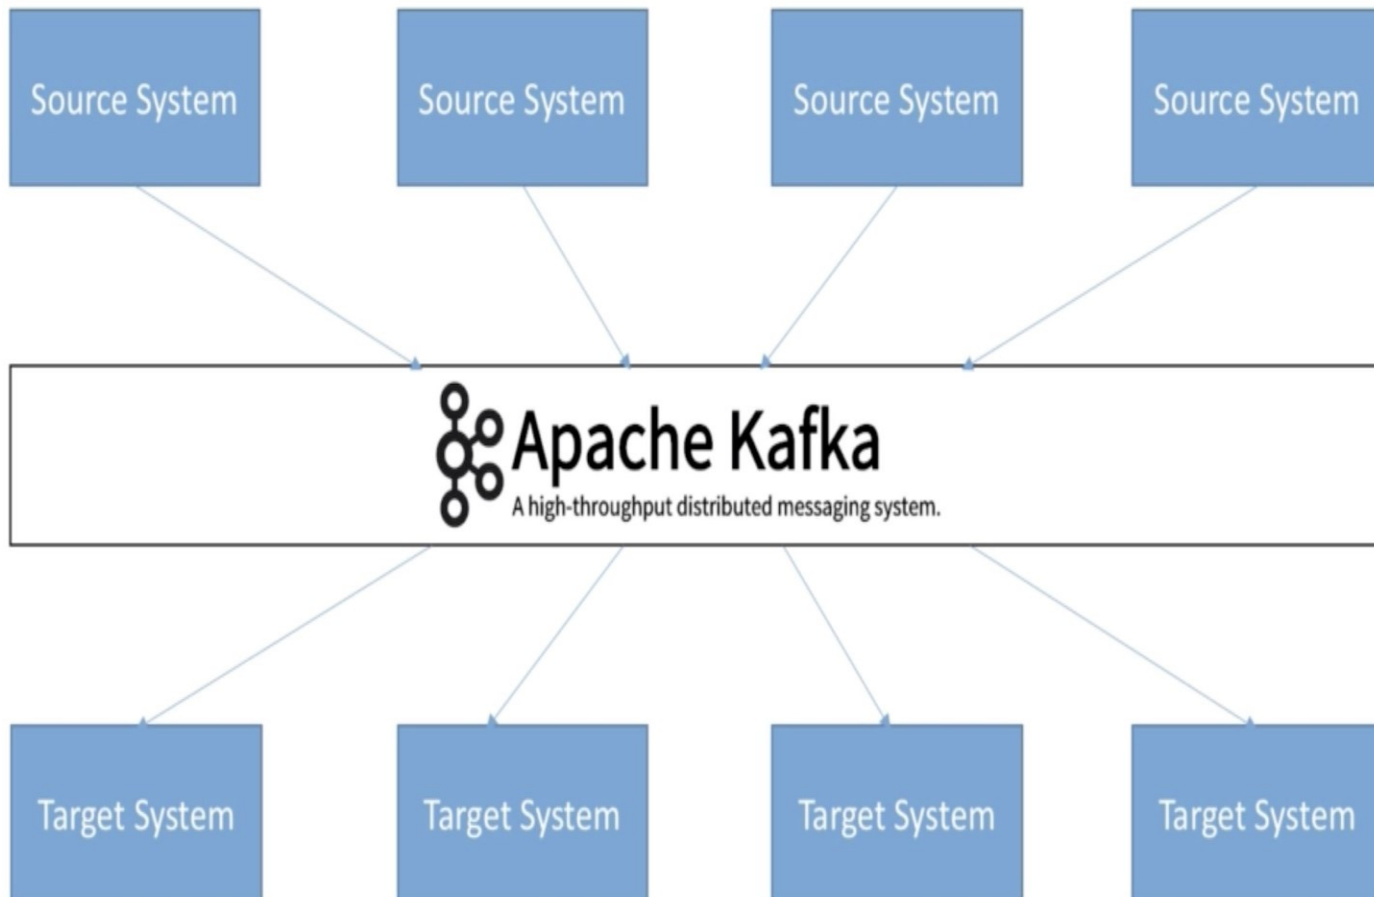 Source System
Source System
Source System
Source System
Apache Kafka
A high-throughput distributed messaging system.
Target System
Target System
Target System
Target System